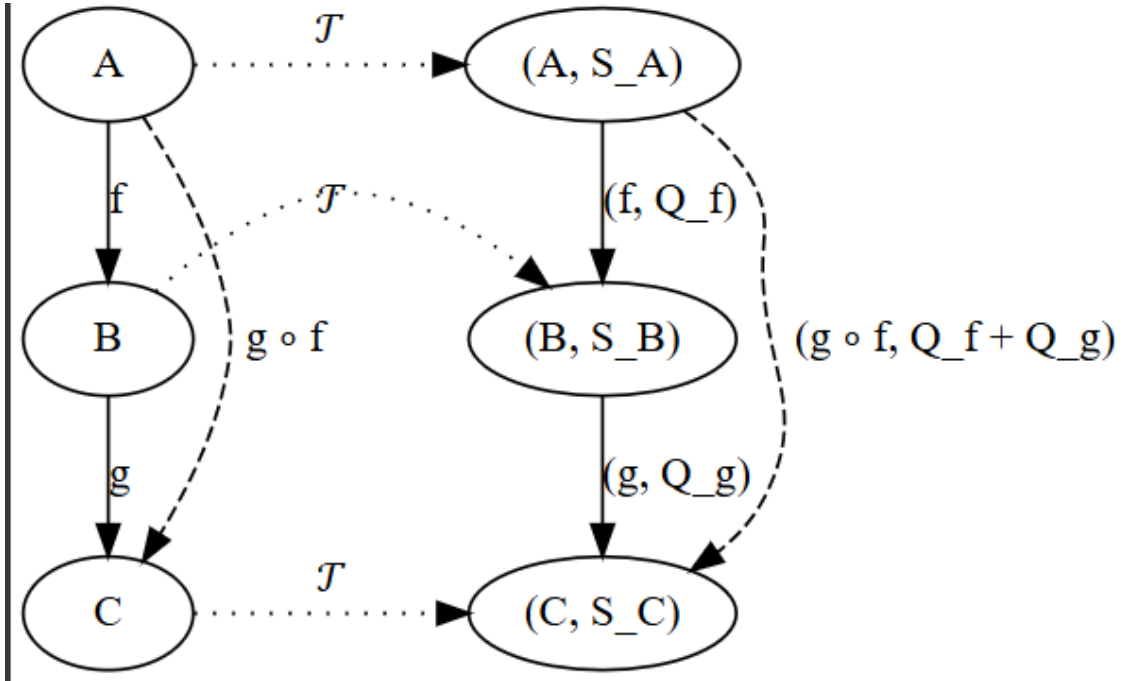 𝒯
A
(A, S_A)
f
𝒯
(f, Q_f)
B
g ∘ f
(B, S_B)
(g ∘ f, Q_f + Q_g)
g
(g, Q_g)
𝒯
C
(C, S_C)